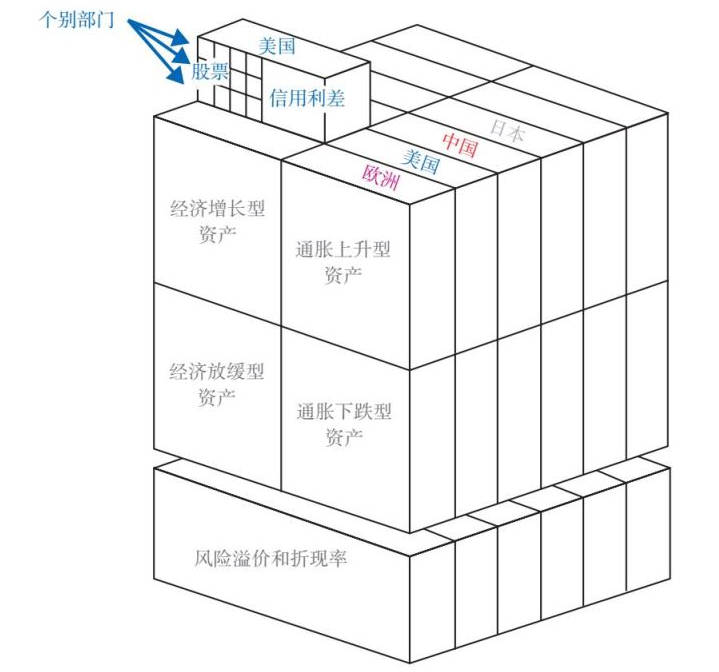 个别部门
美国
股票
信用利差
日本
中国
美国
欧洲
经济增长型
资产
通胀上升型
资产
经济放缓型
资产
通胀下跌型
资产
风险溢价和折现率